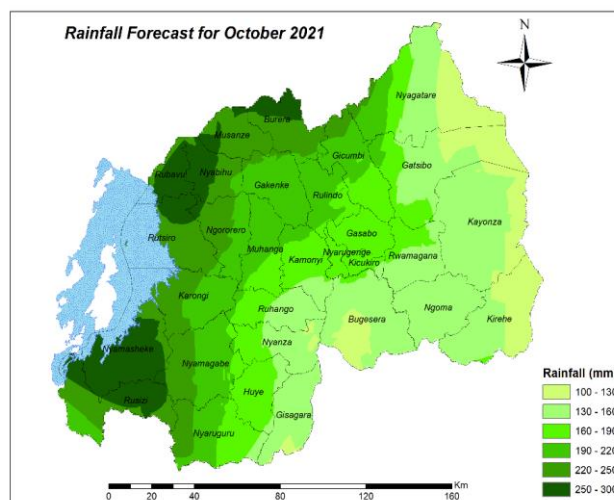 Rainfall Forecast for October 2021
N
Nyagatare
Burera
Musanze
Gicumbi
Gatsibo
Rubavu
Nyabihu
Gakenke
Rulindo
Kayonza
Rutsiro
Ngororero
Gasabo
Muhanga
Kamonyi
Nyarugenge
Kicukiro
Rwamagana
Karongi
Ruhango
Bugesera
Ngoma
Kirehe
Nyanza
Nyamasheke
Nyamagabe
Huye
Rusizi
Gisagara
Nyaruguru
Rainfall (mm
100 - 130
130 - 160
160 - 190
190 - 220
220 - 250
250 - 300
Km
0 10 20 40 80 120 160